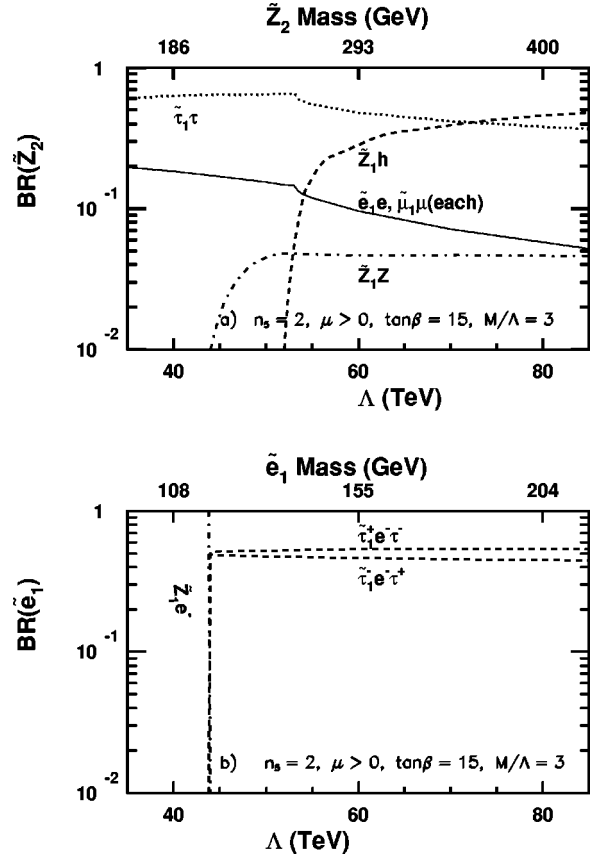 Z̃₂ Mass (GeV)
186 293 400
1
τ̃₁τ
Z̃₁h
BR(Z̃₂)
10⁻¹
ẽ₁e, μ̃₁μ(each)
Z̃₁Z
a) n₅ = 2, μ > 0, tanβ = 15, M/Λ = 3
10⁻²
40 60 80
Λ (TeV)
ẽ₁ Mass (GeV)
108 155 204
1
τ̃₁⁺e⁻τ⁻
τ̃₁⁻e⁻τ⁺
Z̃₁e⁻
BR(ẽ₁)
10⁻¹
b) n₅ = 2, μ > 0, tanβ = 15, M/Λ = 3
10⁻²
40 60 80
Λ (TeV)